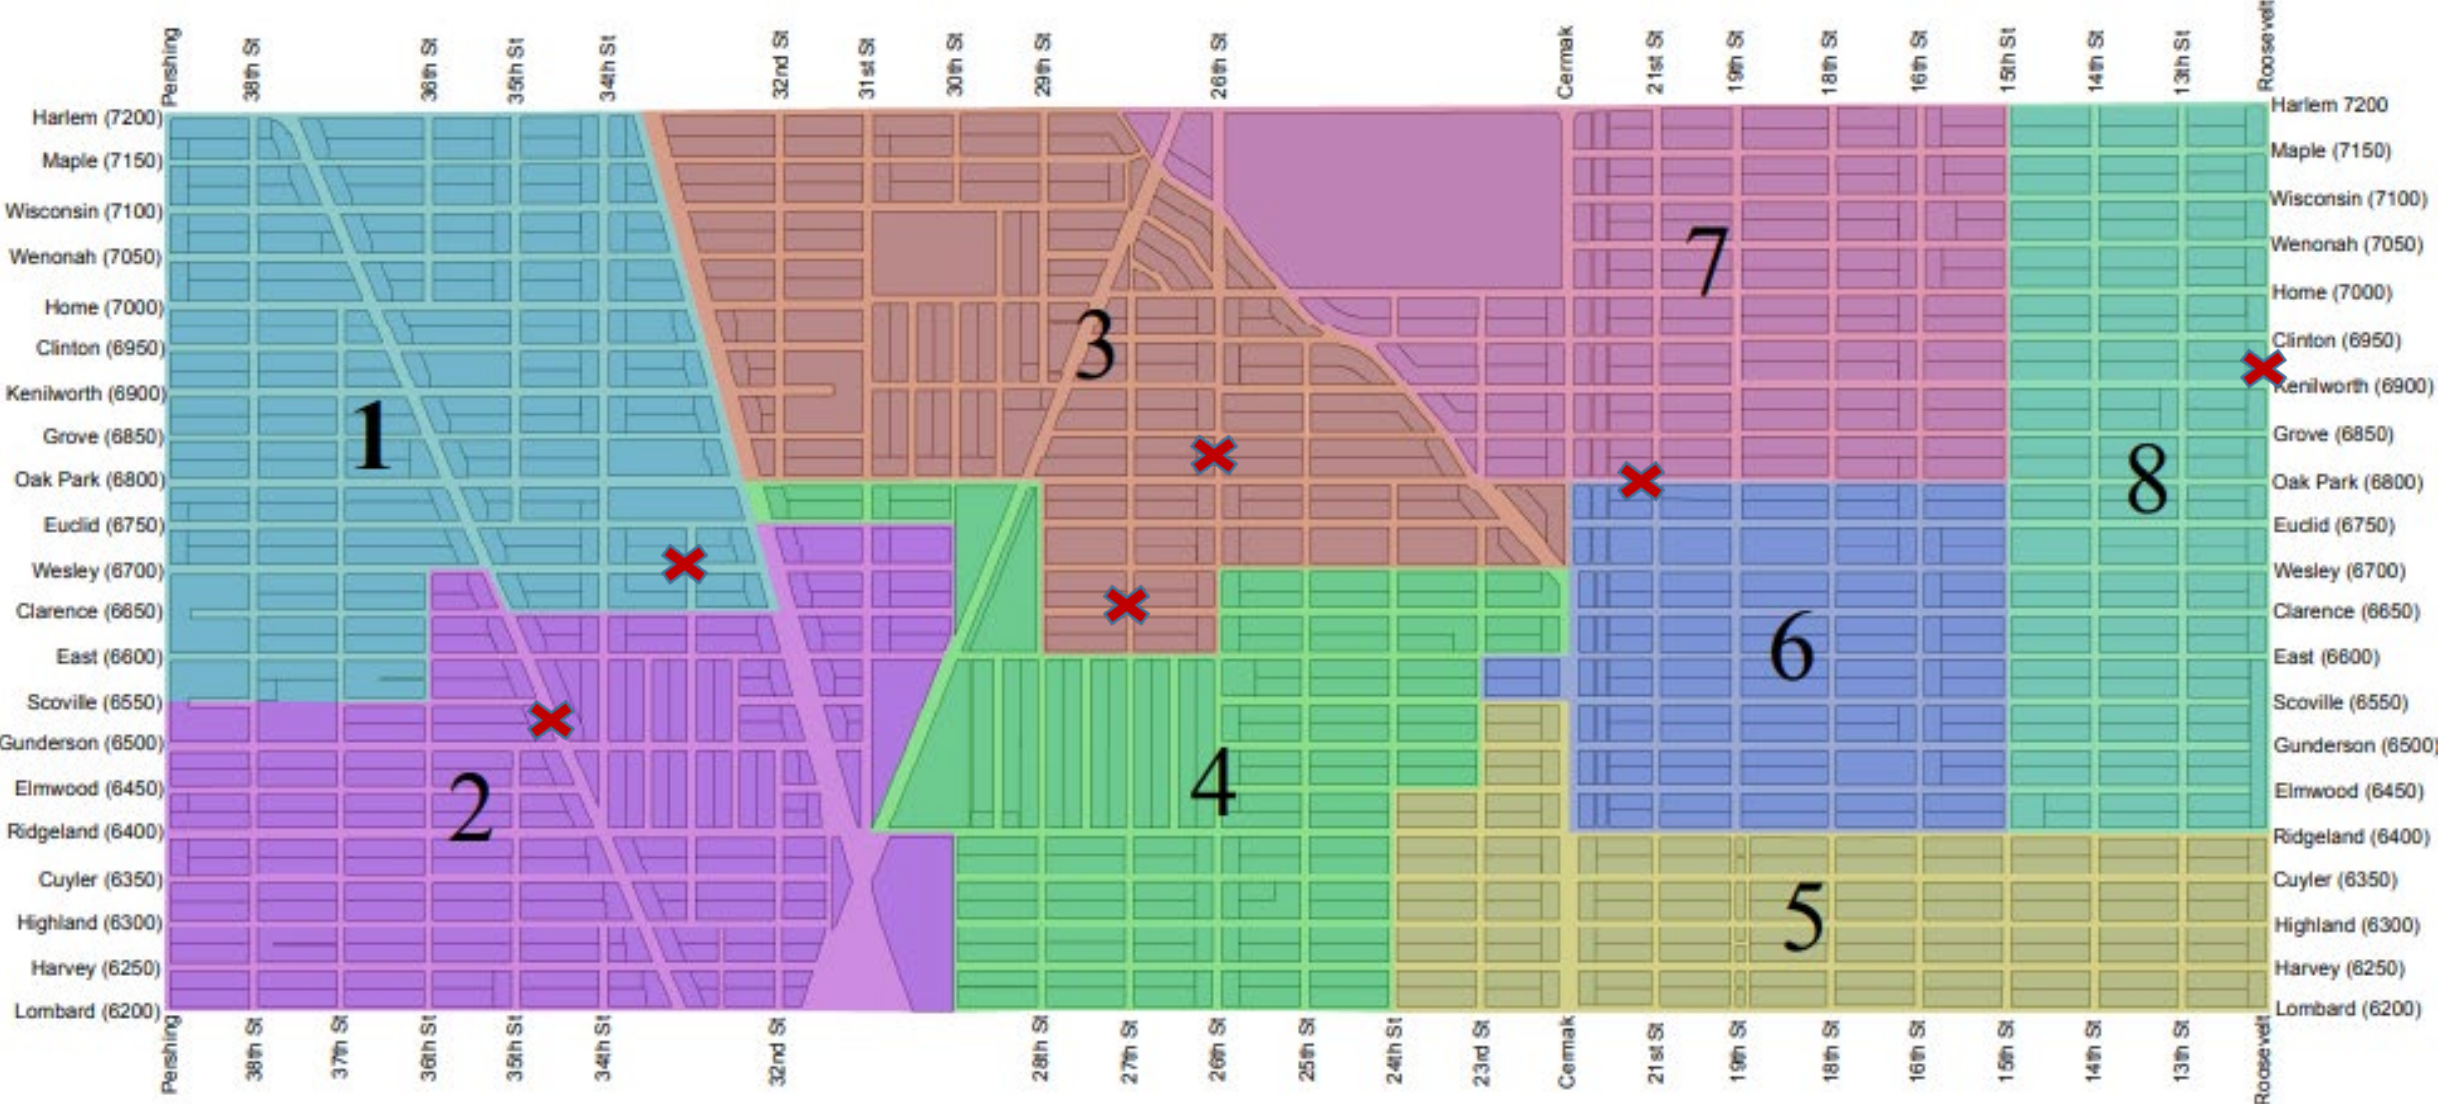 Pershing
38th St
36th St
35th St
34th St
32nd St
31st St
30th St
29th St
26th St
Cermak
21st St
19th St
18th St
16th St
15th St
14th St
13th St
Roosevelt
Harlem (7200)
Maple (7150)
Wisconsin (7100)
Wenonah (7050)
Home (7000)
Clinton (6950)
Kenilworth (6900)
Grove (6850)
Oak Park (6800)
Euclid (6750)
Wesley (6700)
Clarence (6650)
East (6600)
Scoville (6550)
Gunderson (6500)
Elmwood (6450)
Ridgeland (6400)
Cuyler (6350)
Highland (6300)
Harvey (6250)
Lombard (6200)
1
2
3
4
5
6
7
8
Harlem 7200
Maple (7150)
Wisconsin (7100)
Wenonah (7050)
Home (7000)
Clinton (6950)
Kenilworth (6900)
Grove (6850)
Oak Park (6800)
Euclid (6750)
Wesley (6700)
Clarence (6650)
East (6600)
Scoville (6550)
Gunderson (6500)
Elmwood (6450)
Ridgeland (6400)
Cuyler (6350)
Highland (6300)
Harvey (6250)
Lombard (6200)
Pershing
38th St
37th St
36th St
35th St
34th St
32nd St
28th St
27th St
26th St
25th St
24th St
23rd St
Cermak
21st St
19th St
18th St
16th St
15th St
14th St
13th St
Roosevelt